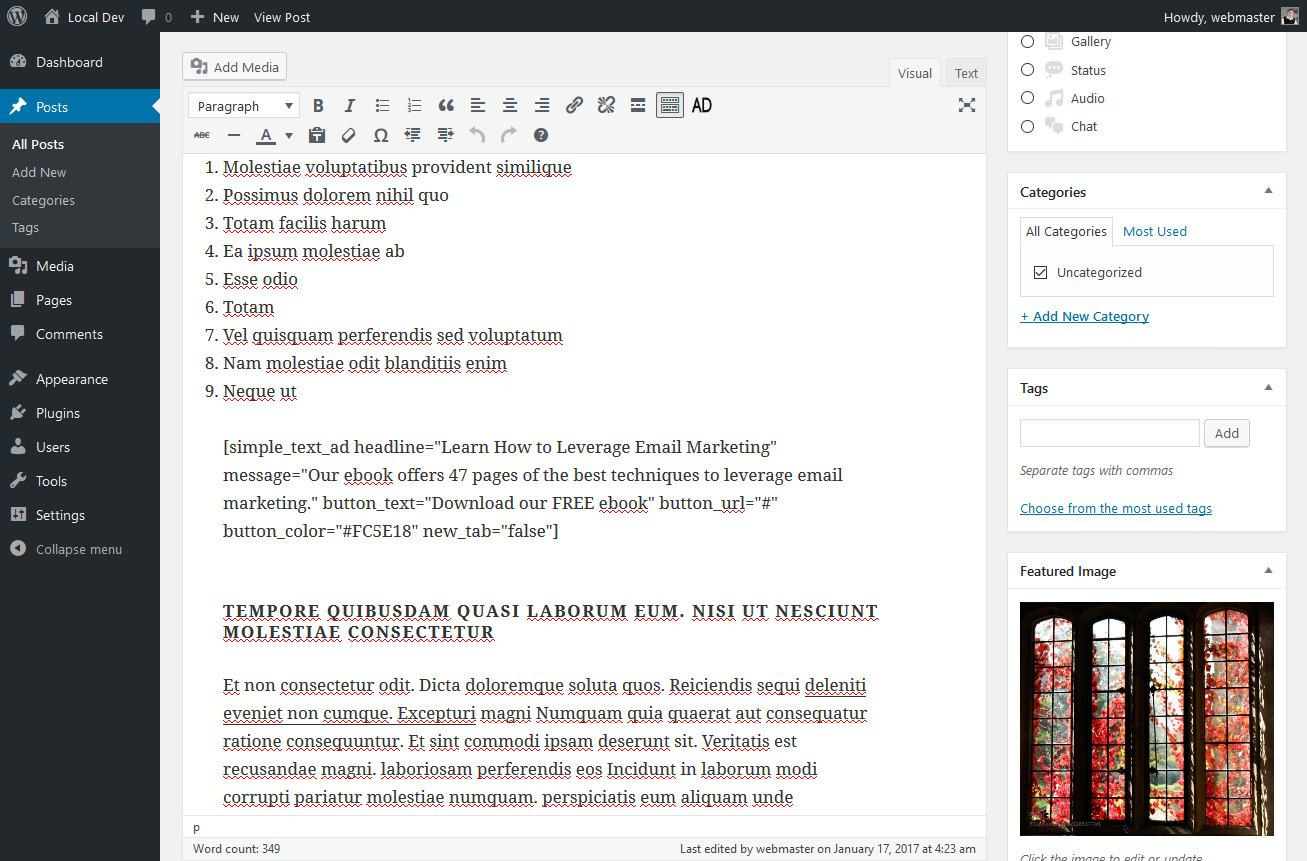 Local Dev 0 New View Post Howdy, webmaster
Dashboard
Posts
All Posts
Add New
Categories
Tags
Media
Pages
Comments
Appearance
Plugins
Users
Tools
Settings
Collapse menu
Add Media
Visual Text
Paragraph B I AD
ABC A Ω ?
1. Molestiae voluptatibus provident similique
2. Possimus dolorem nihil quo
3. Totam facilis harum
4. Ea ipsum molestiae ab
5. Esse odio
6. Totam
7. Vel quisquam perferendis sed voluptatum
8. Nam molestiae odit blanditiis enim
9. Neque ut
[simple_text_ad headline="Learn How to Leverage Email Marketing"
message="Our ebook offers 47 pages of the best techniques to leverage email
marketing." button_text="Download our FREE ebook" button_url="#"
button_color="#FC5E18" new_tab="false"]
TEMPORE QUIBUSDAM QUASI LABORUM EUM. NISI UT NESCIUNT
MOLESTIAE CONSECTETUR
Et non consectetur odit. Dicta doloremque soluta quos. Reiciendis sequi deleniti
eveniet non cumque. Excepturi magni Numquam quia quaerat aut consequatur
ratione consequuntur. Et sint commodi ipsam deserunt sit. Veritatis est
recusandae magni. laboriosam perferendis eos Incidunt in laborum modi
corrupti pariatur molestiae numquam. perspiciatis eum aliquam unde
p
Word count: 349 Last edited by webmaster on January 17, 2017 at 4:23 am
Gallery
Status
Audio
Chat
Categories
All Categories Most Used
Uncategorized
+ Add New Category
Tags
Add
Separate tags with commas
Choose from the most used tags
Featured Image
Click the image to edit or update